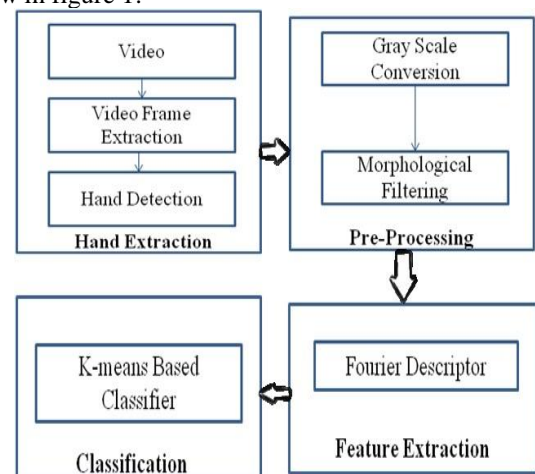 w in figure 1.
Video
Video Frame
Extraction
Hand Detection
Hand Extraction
Gray Scale
Conversion
Morphological
Filtering
Pre-Processing
Fourier Descriptor
Feature Extraction
K-means Based
Classifier
Classification